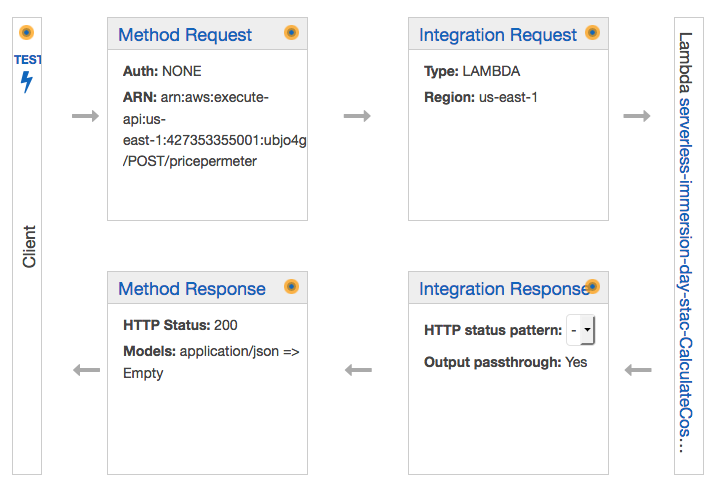 TEST
Client
Method Request
Auth: NONE
ARN: arn:aws:execute-
api:us-
east-1:427353355001:ubjo4g
/POST/pricepermeter
Integration Request
Type: LAMBDA
Region: us-east-1
Lambda serverless-immersion-day-stac-CalculateCos...
Method Response
HTTP Status: 200
Models: application/json =>
Empty
Integration Response
HTTP status pattern: -
Output passthrough: Yes